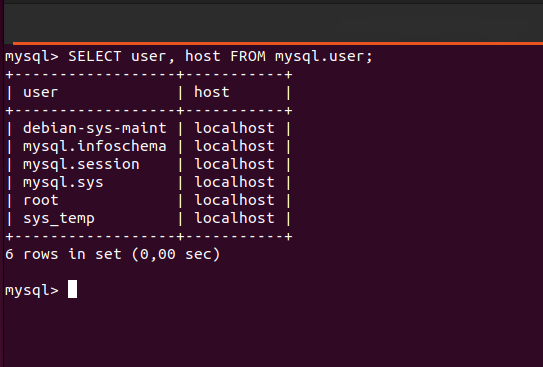 mysql> SELECT user, host FROM mysql.user;
+------------------+-----------+
| user             | host      |
+------------------+-----------+
| debian-sys-maint | localhost |
| mysql.infoschema | localhost |
| mysql.session    | localhost |
| mysql.sys        | localhost |
| root             | localhost |
| sys_temp         | localhost |
+------------------+-----------+
6 rows in set (0,00 sec)
mysql>